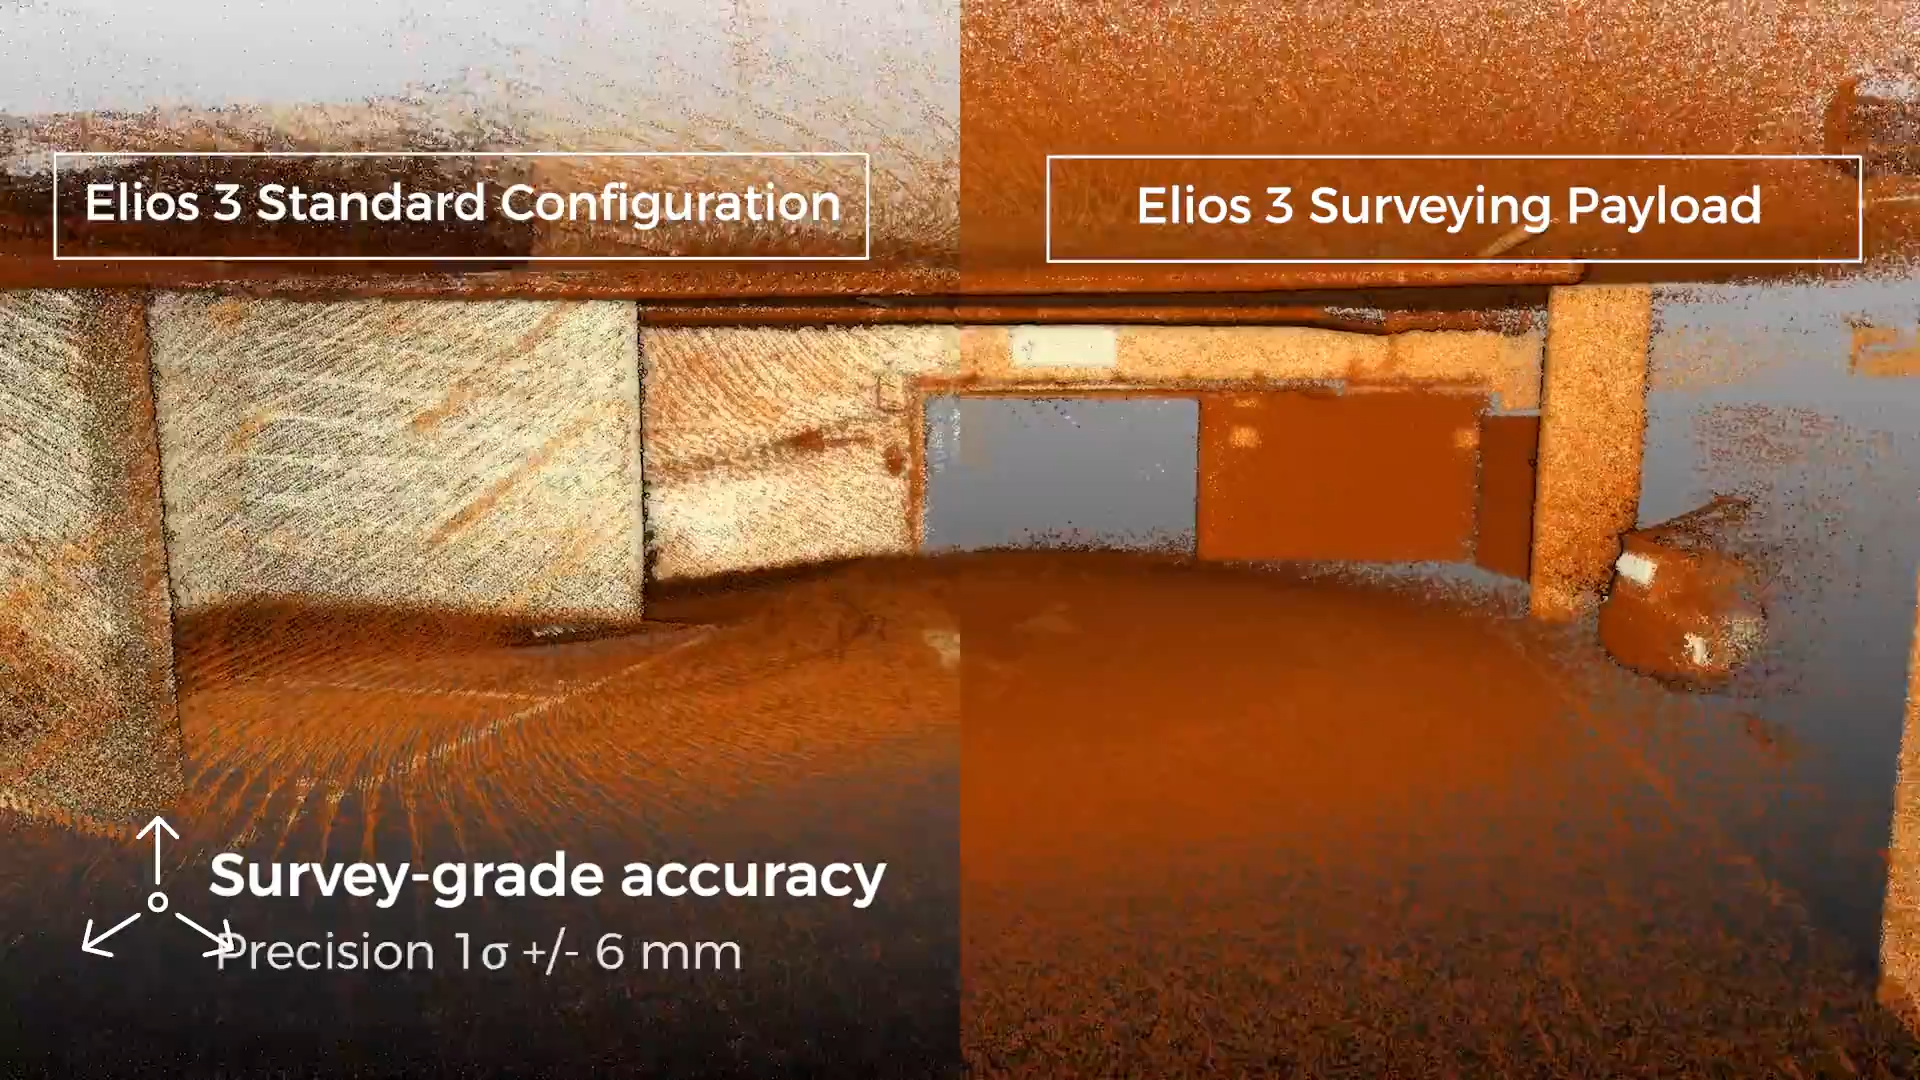 Elios 3 Standard Configuration
Elios 3 Surveying Payload
Survey-grade accuracy
Precision 1σ +/- 6 mm